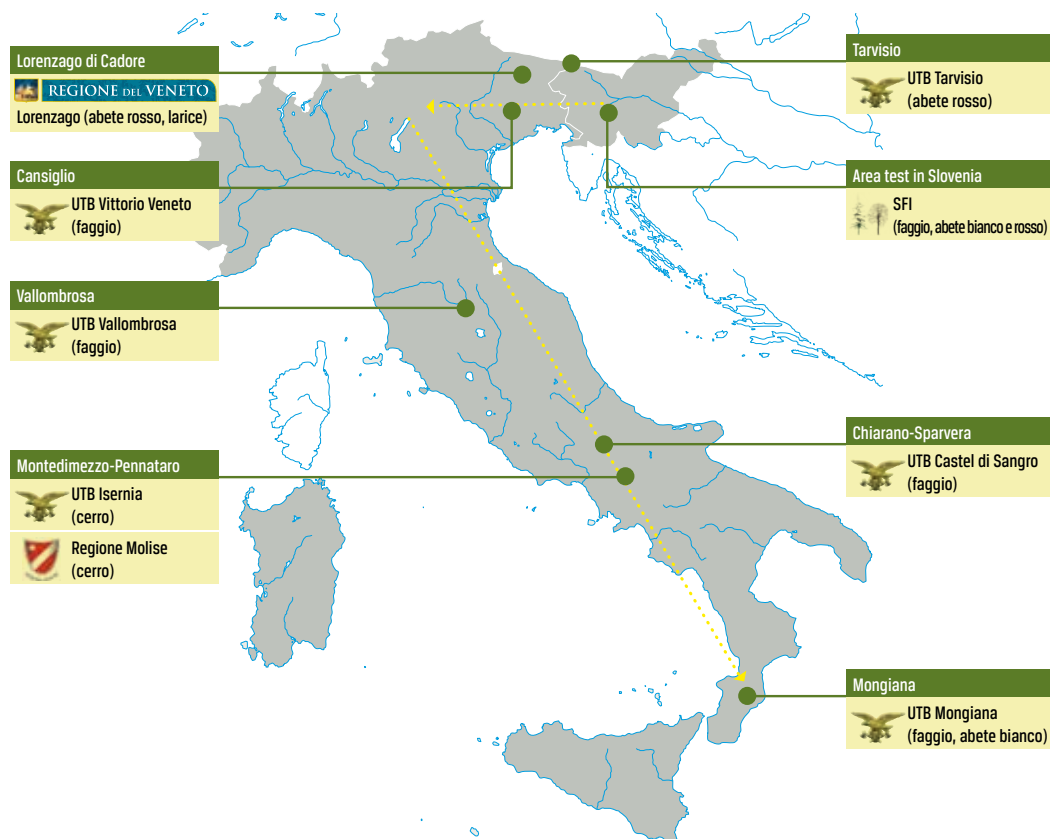 Lorenzago di Cadore
REGIONE DEL VENETO
Lorenzago (abete rosso, larice)
Cansiglio
UTB Vittorio Veneto
(faggio)
Vallombrosa
UTB Vallombrosa
(faggio)
Montedimezzo-Pennataro
UTB Isernia
(cerro)
Regione Molise
(cerro)
Tarvisio
UTB Tarvisio
(abete rosso)
Area test in Slovenia
SFI
(faggio, abete bianco e rosso)
Chiarano-Sparvera
UTB Castel di Sangro
(faggio)
Mongiana
UTB Mongiana
(faggio, abete bianco)